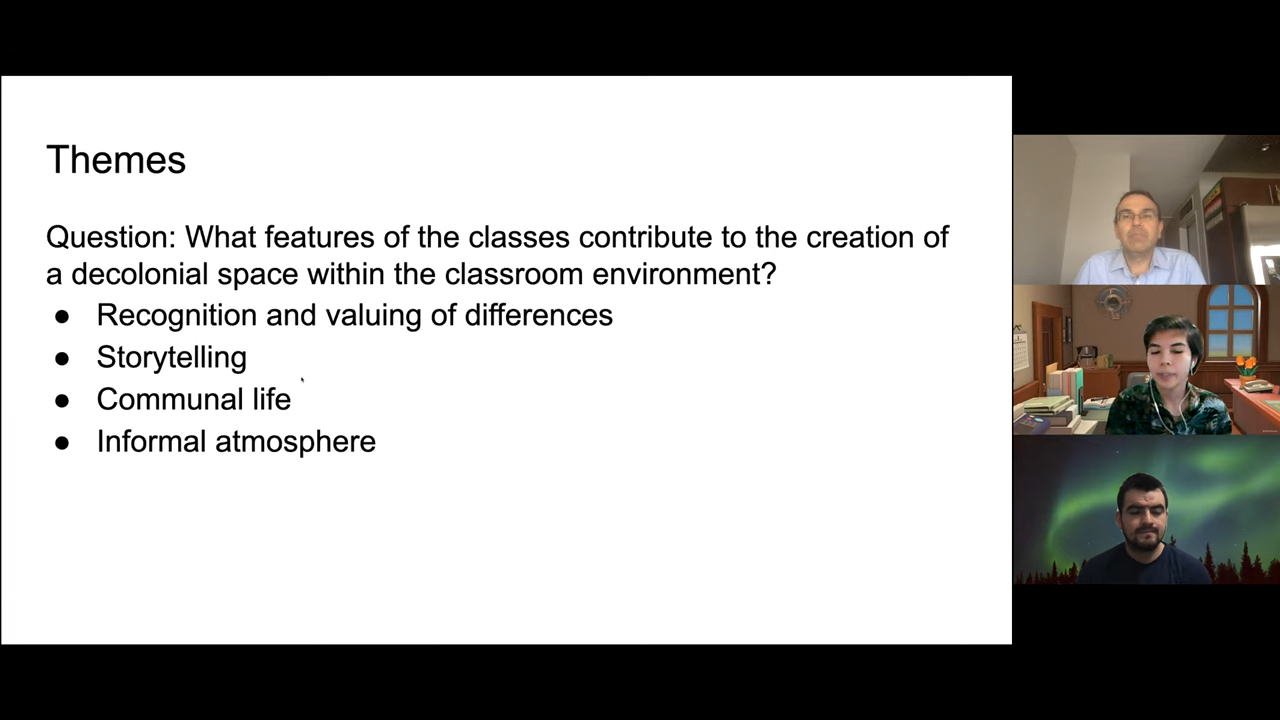 Themes
Question: What features of the classes contribute to the creation of
a decolonial space within the classroom environment?
● Recognition and valuing of differences
● Storytelling
● Communal life
● Informal atmosphere